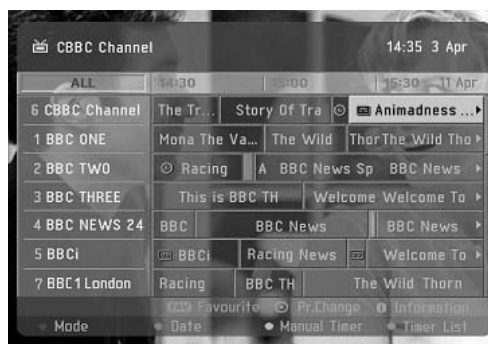 CBBC Channel 14:35 3 Apr
ALL 14:30 15:00 15:30 11 Apr
6 CBBC Channel The Tr... Story Of Tra Animadness ...
1 BBC ONE Mona The Va... The Wild ThorThe Wild Tho
2 BBC TWO Racing A BBC News Sp BBC News
3 BBC THREE This is BBC TH Welcome Welcome To
4 BBC NEWS 24 BBC BBC News BBC News
5 BBCi BBCi Racing News Welcome To
7 BBC1 London Racing BBC TH The Wild Thorn
FAV Favourite Pr.Change Information
Mode Date Manual Timer Timer List